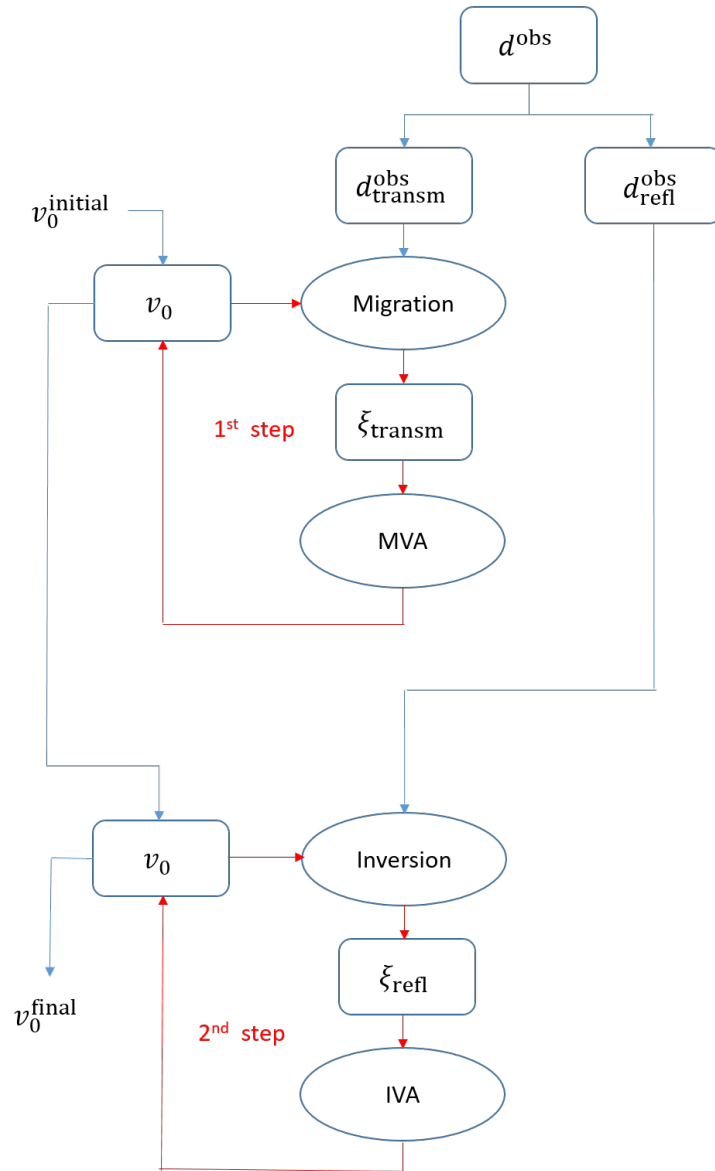 d^obs
d^obs_transm
d^obs_refl
v_0^initial
v_0
Migration
1st step
ξ_transm
MVA
v_0
Inversion
ξ_refl
v_0^final
2nd step
IVA